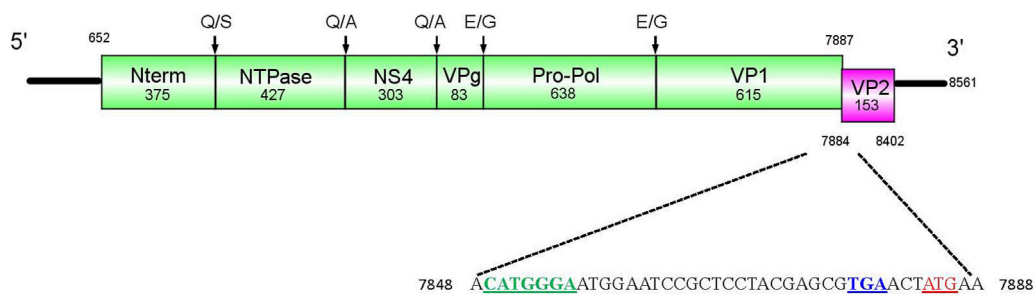 Q/S Q/A Q/A E/G E/G
5' 652 7887 3'
Nterm NTPase NS4 VPg Pro-Pol VP1 VP2
375 427 303 83 638 615 153 8561
7884 8402
7848 ACATGGGAATGGAATCCGCTCCTACGAGCGTGAACTATGAA 7888